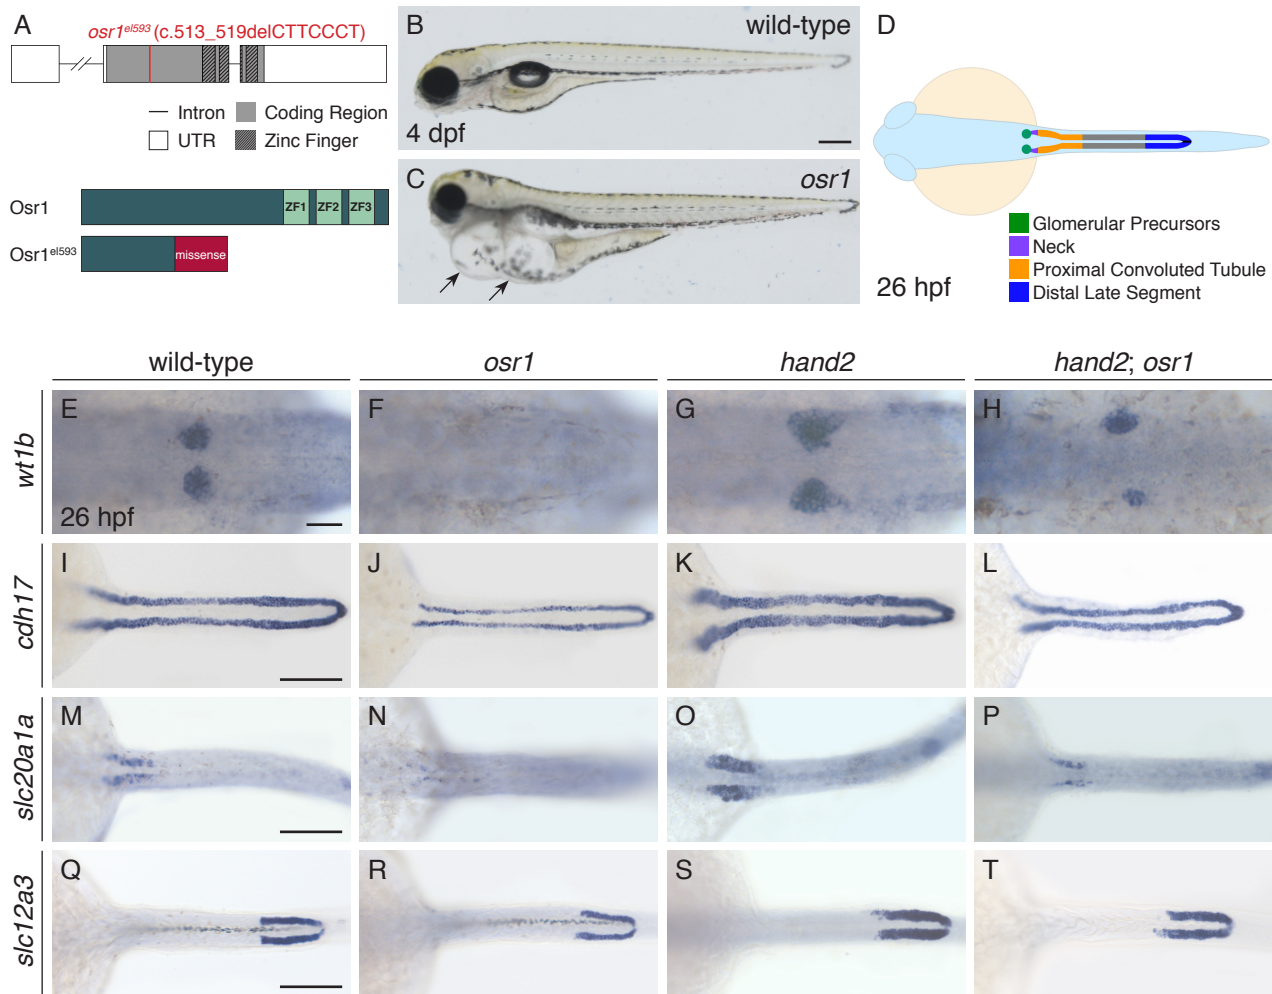 A
osr1el593 (c.513_519delCTTCCCT)
Intron
Coding Region
UTR
Zinc Finger
Osr1
ZF1
ZF2
ZF3
Osr1el593
missense
B
wild-type
4 dpf
C
osr1
D
26 hpf
Glomerular Precursors
Neck
Proximal Convoluted Tubule
Distal Late Segment
wild-type
osr1
hand2
hand2; osr1
wt1b
E
26 hpf
F
G
H
cdh17
I
J
K
L
slc20a1a
M
N
O
P
slc12a3
Q
R
S
T